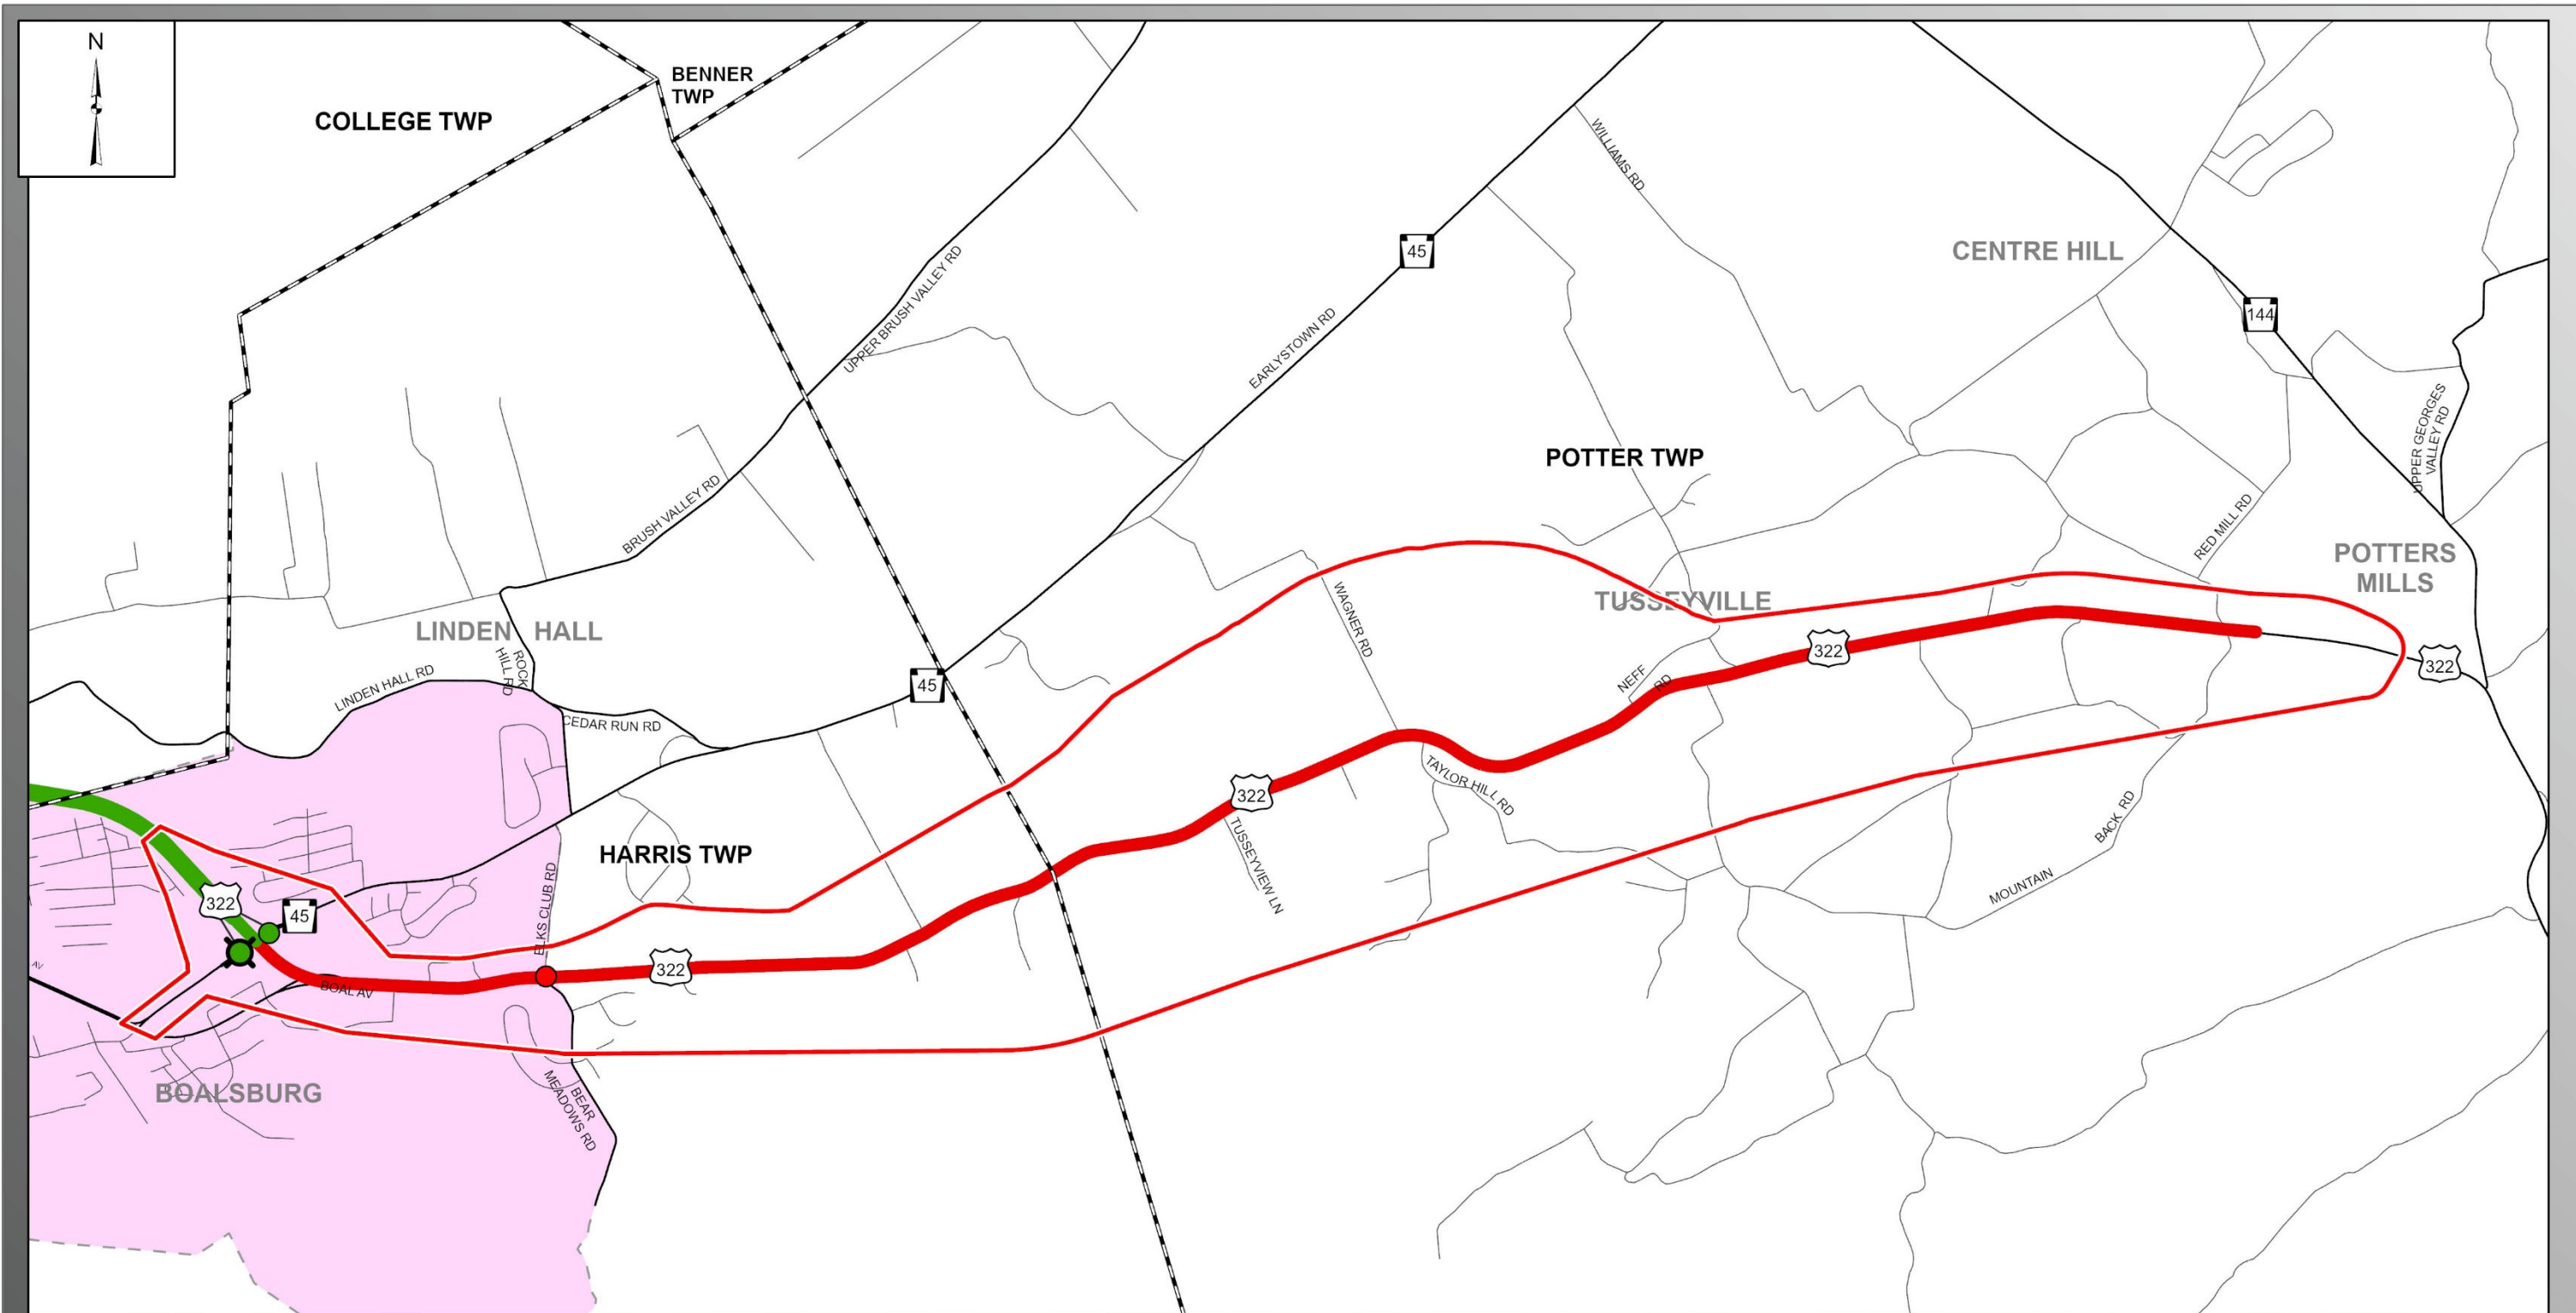 N
BENNER
TWP
COLLEGE TWP
WILLIAMS RD
45
CENTRE HILL
UPPER BRUSH VALLEY RD
144
EARLYSTOWN RD
UPPER GEORGES
VALLEY RD
POTTER TWP
BRUSH VALLEY RD
RED MILL RD
POTTERS
MILLS
TUSSEYVILLE
WAGNER RD
LINDEN HALL
ROCK
HILL RD
LINDEN HALL RD
45
NEFF
RD
322
322
CEDAR RUN RD
TAYLOR HILL RD
322
TUSSEYVIEW LN
BACK RD
MOUNTAIN
HARRIS TWP
ELKS CLUB RD
322
45
322
AV
BOAL AV
BOALSBURG
BEAR
MEADOWS RD